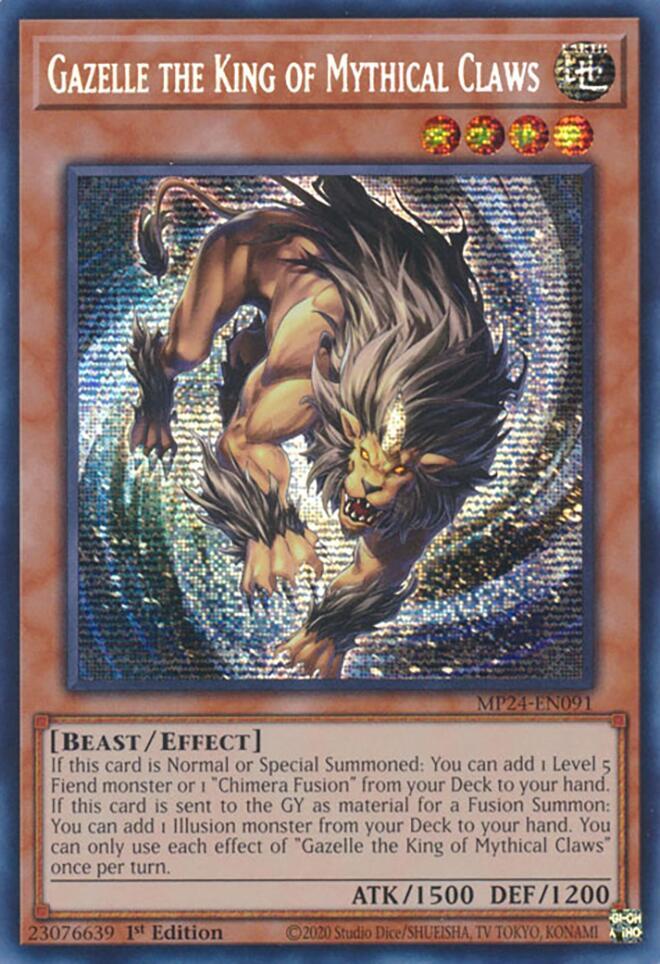 GAZELLE THE KING OF MYTHICAL CLAWS
EARTH
地
MP24-EN091
[BEAST/EFFECT]
If this card is Normal or Special Summoned: You can add 1 Level 5
Fiend monster or 1 "Chimera Fusion" from your Deck to your hand.
If this card is sent to the GY as material for a Fusion Summon:
You can add 1 Illusion monster from your Deck to your hand. You
can only use each effect of "Gazelle the King of Mythical Claws"
once per turn.
ATK/1500 DEF/1200
23076639 1st Edition ©2020 Studio Dice/SHUEISHA, TV TOKYO, KONAMI